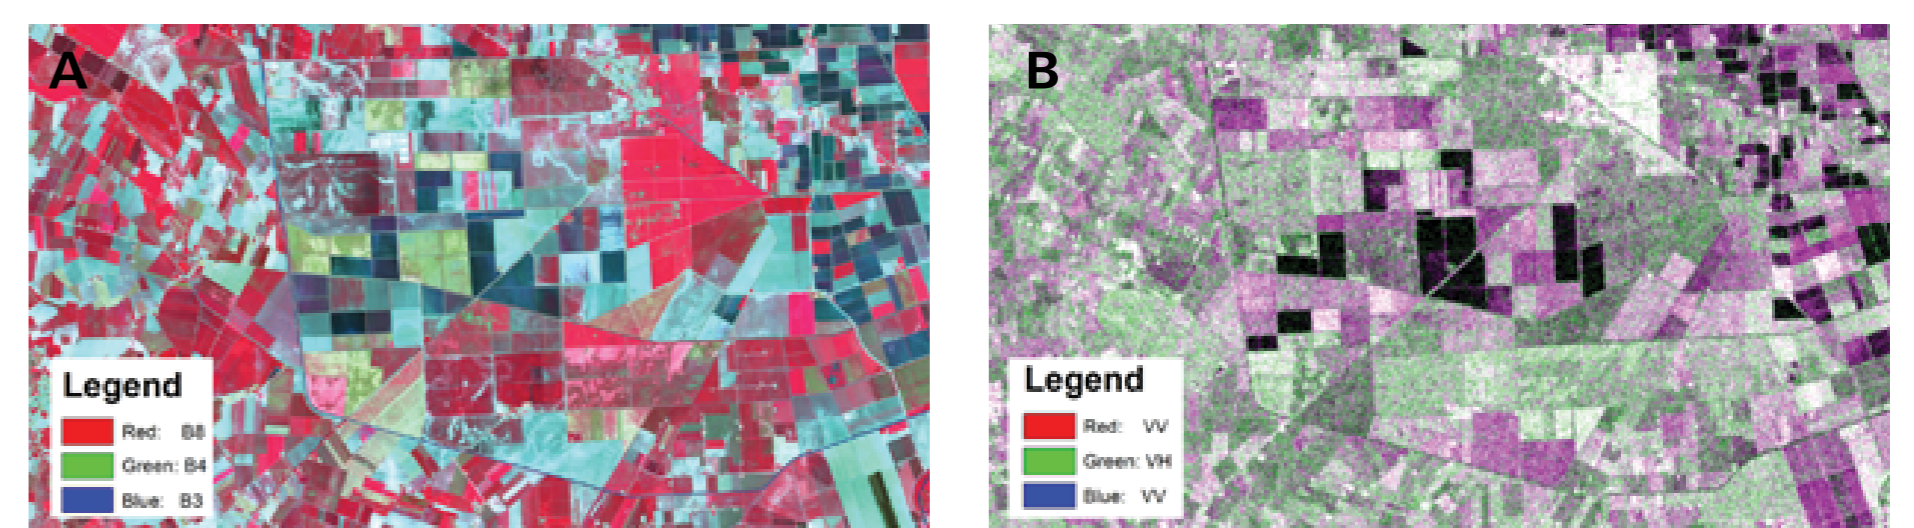 A
Legend
Red: B8
Green: B4
Blue: B3
B
Legend
Red: VV
Green: VH
Blue: VV